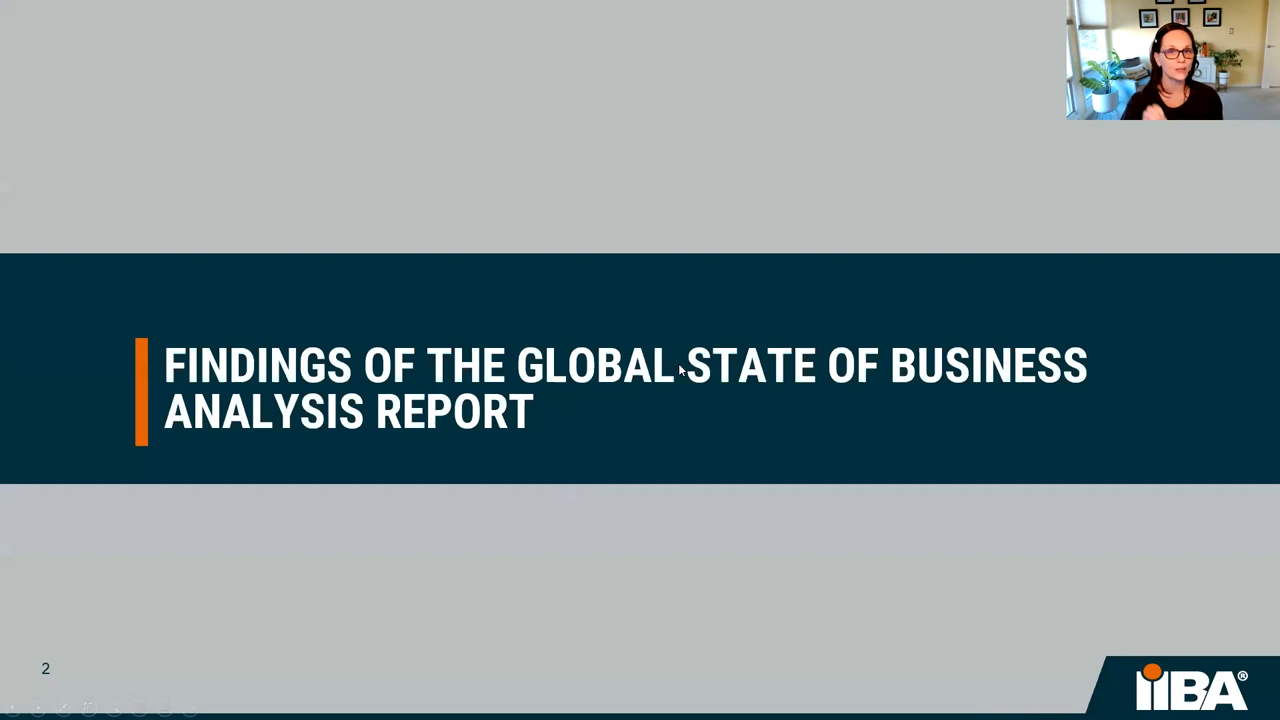 FINDINGS OF THE GLOBAL STATE OF BUSINESS
ANALYSIS REPORT
2
iiBA®